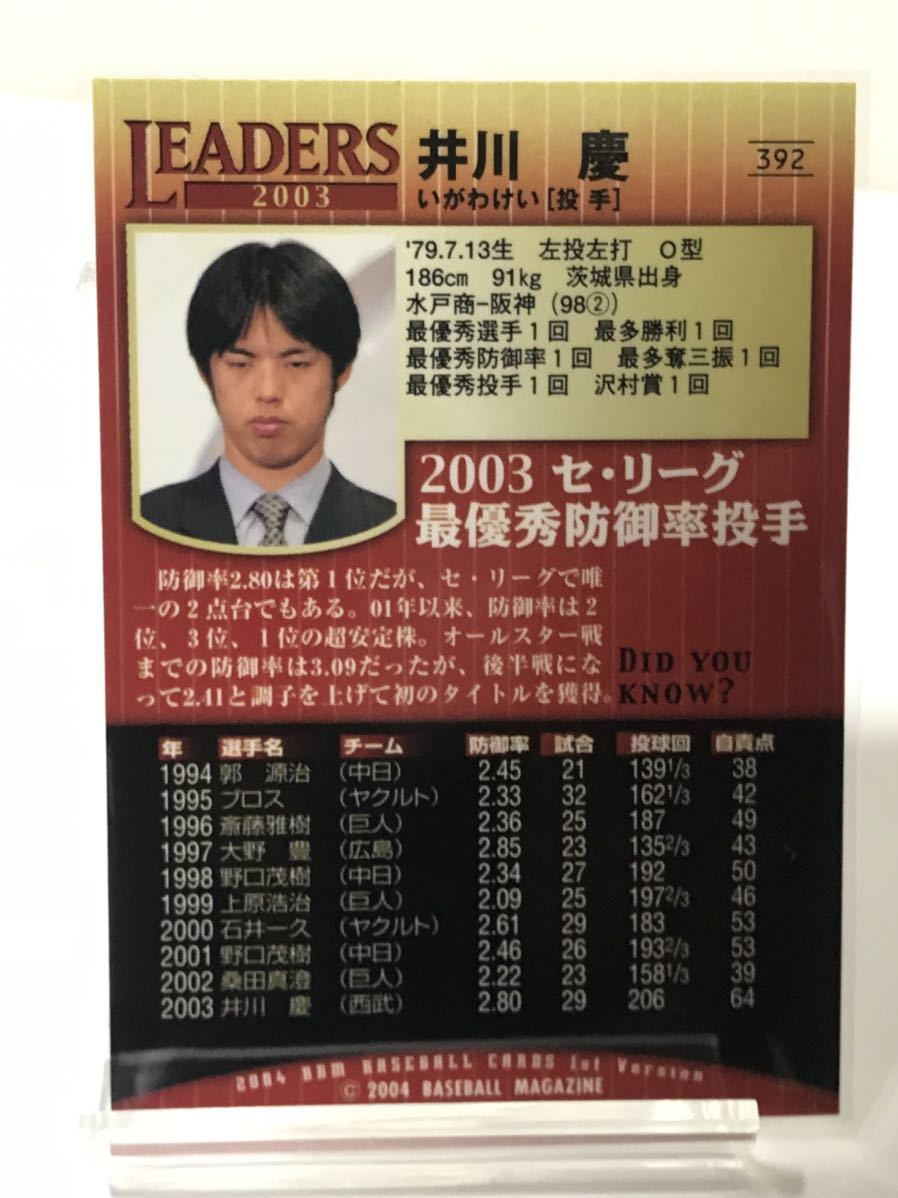 LEADERS
2003
井川 慶
いがわけい［投 手］
392
'79.7.13生 左投左打 O型
186cm 91kg 茨城県出身
水戸商−阪神（98②）
最優秀選手1回 最多勝利1回
最優秀防御率1回 最多奪三振1回
最優秀投手1回 沢村賞1回
2003 セ・リーグ
最優秀防御率投手
防御率2.80は第1位だが、セ・リーグで唯
一の2点台でもある。01年以来、防御率は2
位、3位、1位の超安定株。オールスター戦
までの防御率は3.09だったが、後半戦にな
って2.41と調子を上げて初のタイトルを獲得。
DID YOU
KNOW?
年 選手名 チーム 防御率 試合 投球回 自責点
1994 郭 源治 （中日） 2.45 21 139 1/3 38
1995 ブロス （ヤクルト） 2.33 32 162 1/3 42
1996 斎藤雅樹 （巨人） 2.36 25 187 49
1997 大野 豊 （広島） 2.85 23 135 2/3 43
1998 野口茂樹 （中日） 2.34 27 192 50
1999 上原浩治 （巨人） 2.09 25 197 2/3 46
2000 石井一久 （ヤクルト） 2.61 29 183 53
2001 野口茂樹 （中日） 2.46 26 193 2/3 53
2002 桑田真澄 （巨人） 2.22 23 158 1/3 39
2003 井川 慶 （西武） 2.80 29 206 64
2004 BBM BASEBALL CARDS 1st Version
© 2004 BASEBALL MAGAZINE